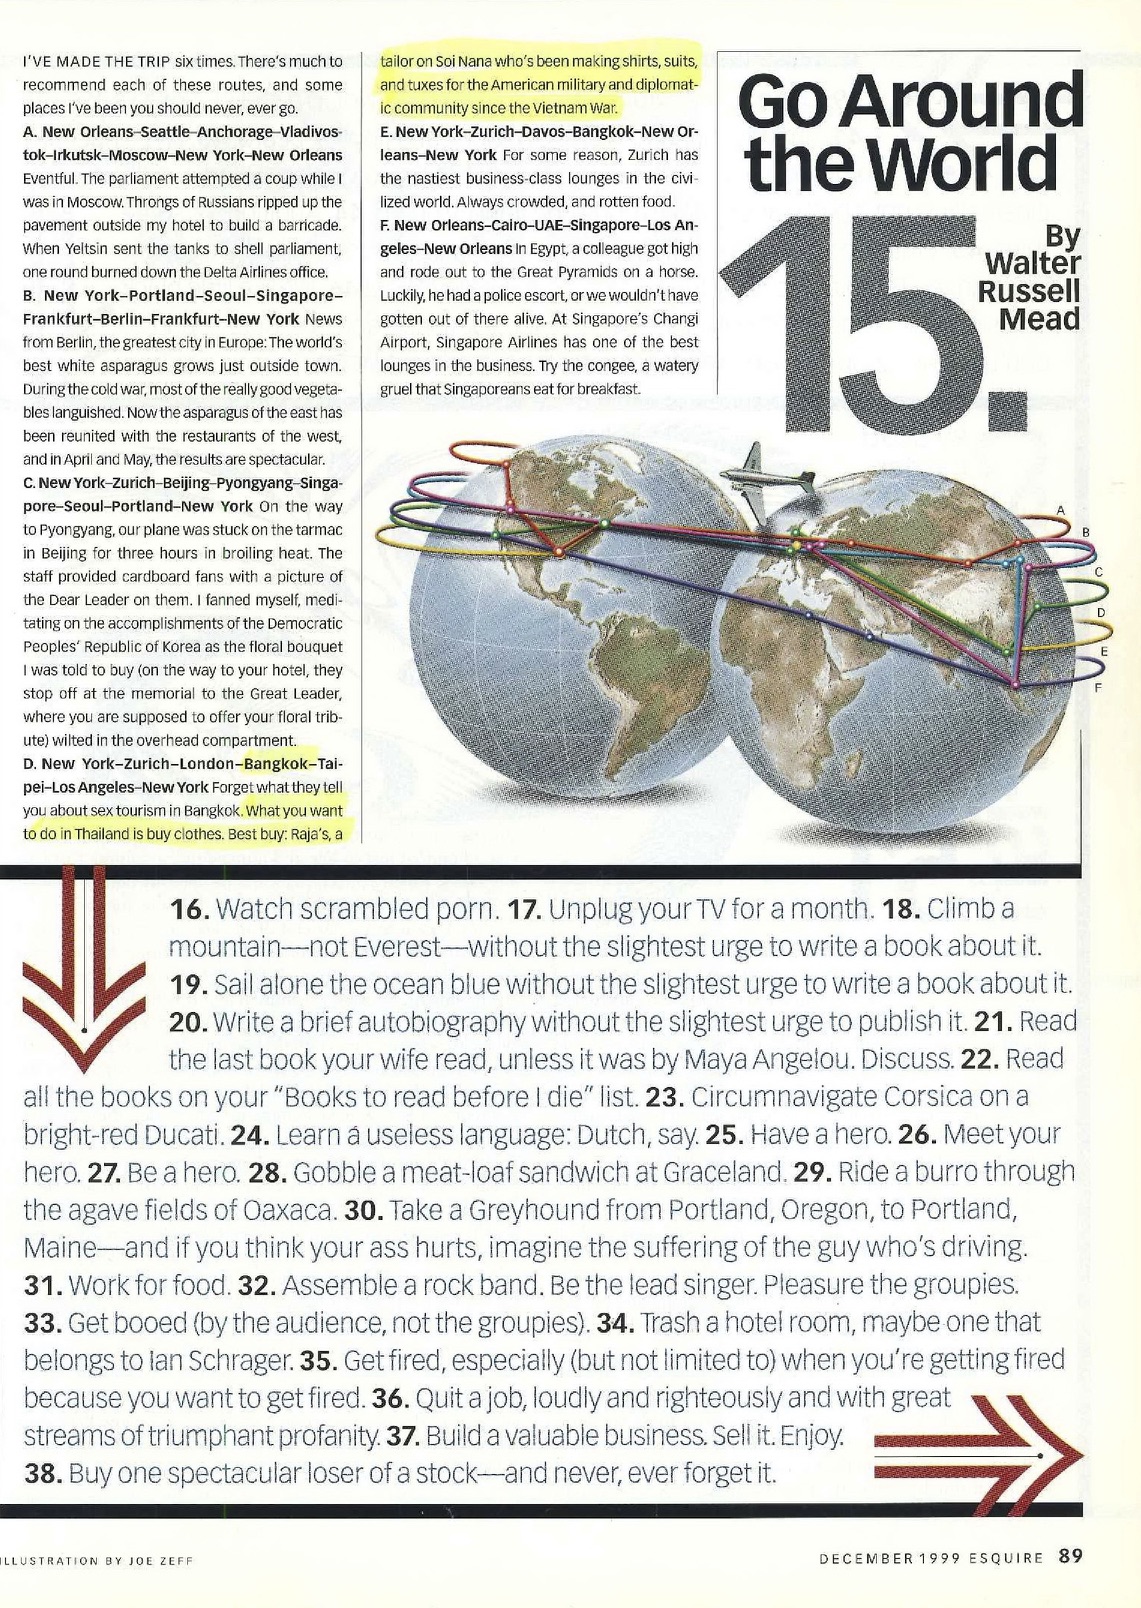 I'VE MADE THE TRIP six times. There's much to
recommend each of these routes, and some
places I've been you should never, ever go.
A. New Orleans–Seattle–Anchorage–Vladivos-
tok–Irkutsk–Moscow–New York–New Orleans
Eventful. The parliament attempted a coup while I
was in Moscow. Throngs of Russians ripped up the
pavement outside my hotel to build a barricade.
When Yeltsin sent the tanks to shell parliament,
one round burned down the Delta Airlines office.
B. New York–Portland–Seoul–Singapore–
Frankfurt–Berlin–Frankfurt–New York News
from Berlin, the greatest city in Europe: The world's
best white asparagus grows just outside town.
During the cold war, most of the really good vegeta-
bles languished. Now the asparagus of the east has
been reunited with the restaurants of the west,
and in April and May, the results are spectacular.
C. New York–Zurich–Beijing–Pyongyang–Singa-
pore–Seoul–Portland–New York On the way
to Pyongyang, our plane was stuck on the tarmac
in Beijing for three hours in broiling heat. The
staff provided cardboard fans with a picture of
the Dear Leader on them. I fanned myself, medi-
tating on the accomplishments of the Democratic
Peoples' Republic of Korea as the floral bouquet
I was told to buy (on the way to your hotel, they
stop off at the memorial to the Great Leader,
where you are supposed to offer your floral trib-
ute) wilted in the overhead compartment.
D. New York–Zurich–London–Bangkok–Tai-
pei–Los Angeles–New York Forget what they tell
you about sex tourism in Bangkok. What you want
to do in Thailand is buy clothes. Best buy: Raja's, a
tailor on Soi Nana who's been making shirts, suits,
and tuxes for the American military and diplomat-
ic community since the Vietnam War.
E. New York–Zurich–Davos–Bangkok–New Or-
leans–New York For some reason, Zurich has
the nastiest business-class lounges in the civi-
lized world. Always crowded, and rotten food.
F. New Orleans–Cairo–UAE–Singapore–Los An-
geles–New Orleans In Egypt, a colleague got high
and rode out to the Great Pyramids on a horse.
Luckily, he had a police escort, or we wouldn't have
gotten out of there alive. At Singapore's Changi
Airport, Singapore Airlines has one of the best
lounges in the business. Try the congee, a watery
gruel that Singaporeans eat for breakfast.
Go Around
the World
15.
By
Walter
Russell
Mead
A
B
C
D
E
F
16. Watch scrambled porn. 17. Unplug your TV for a month. 18. Climb a
mountain—not Everest—without the slightest urge to write a book about it.
19. Sail alone the ocean blue without the slightest urge to write a book about it.
20. Write a brief autobiography without the slightest urge to publish it. 21. Read
the last book your wife read, unless it was by Maya Angelou. Discuss. 22. Read
all the books on your "Books to read before I die" list. 23. Circumnavigate Corsica on a
bright-red Ducati. 24. Learn a useless language: Dutch, say. 25. Have a hero. 26. Meet your
hero. 27. Be a hero. 28. Gobble a meat-loaf sandwich at Graceland. 29. Ride a burro through
the agave fields of Oaxaca. 30. Take a Greyhound from Portland, Oregon, to Portland,
Maine—and if you think your ass hurts, imagine the suffering of the guy who's driving.
31. Work for food. 32. Assemble a rock band. Be the lead singer. Pleasure the groupies.
33. Get booed (by the audience, not the groupies). 34. Trash a hotel room, maybe one that
belongs to Ian Schrager. 35. Get fired, especially (but not limited to) when you're getting fired
because you want to get fired. 36. Quit a job, loudly and righteously and with great
streams of triumphant profanity. 37. Build a valuable business. Sell it. Enjoy.
38. Buy one spectacular loser of a stock—and never, ever forget it.
ILLUSTRATION BY JOE ZEFF
DECEMBER 1999 ESQUIRE 89